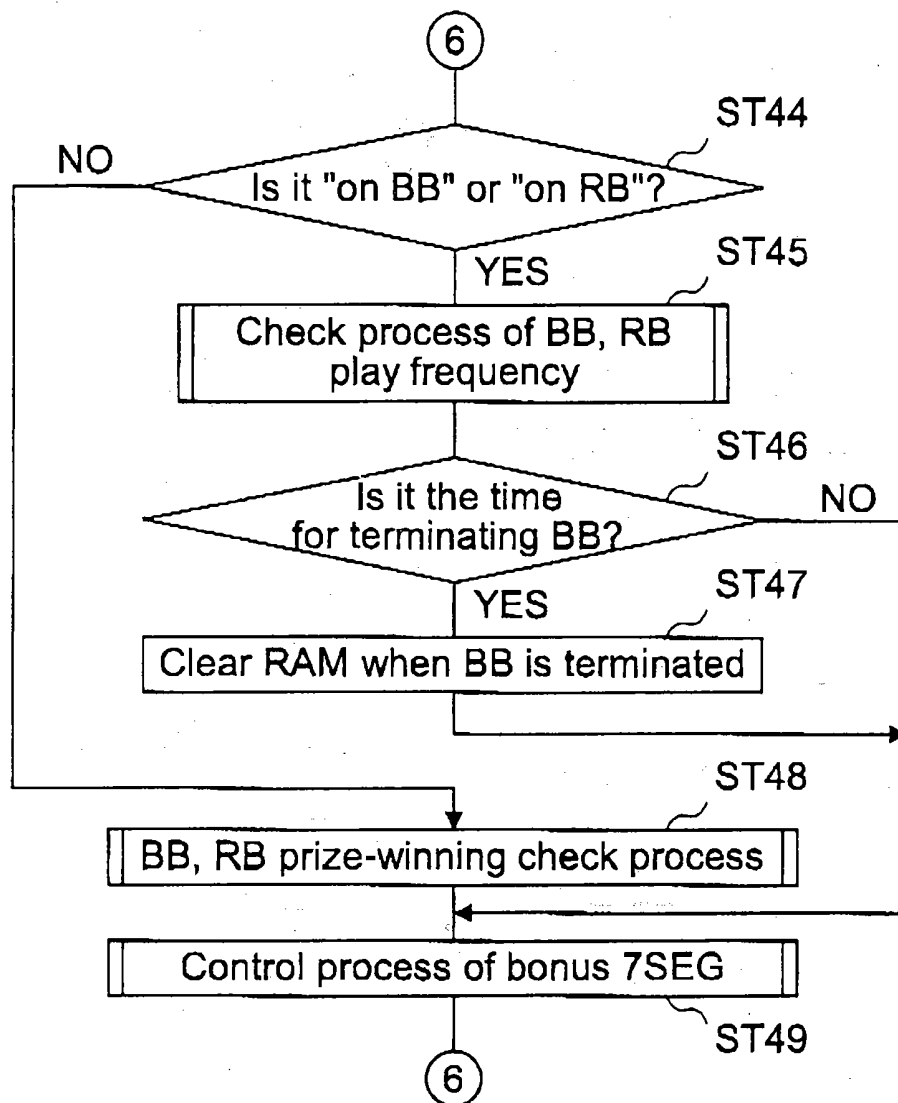 6
ST44
NO
Is it "on BB" or "on RB"?
YES
ST45
Check process of BB, RB
play frequency
ST46
Is it the time
for terminating BB?
NO
YES
ST47
Clear RAM when BB is terminated
ST48
BB, RB prize-winning check process
Control process of bonus 7SEG
ST49
6